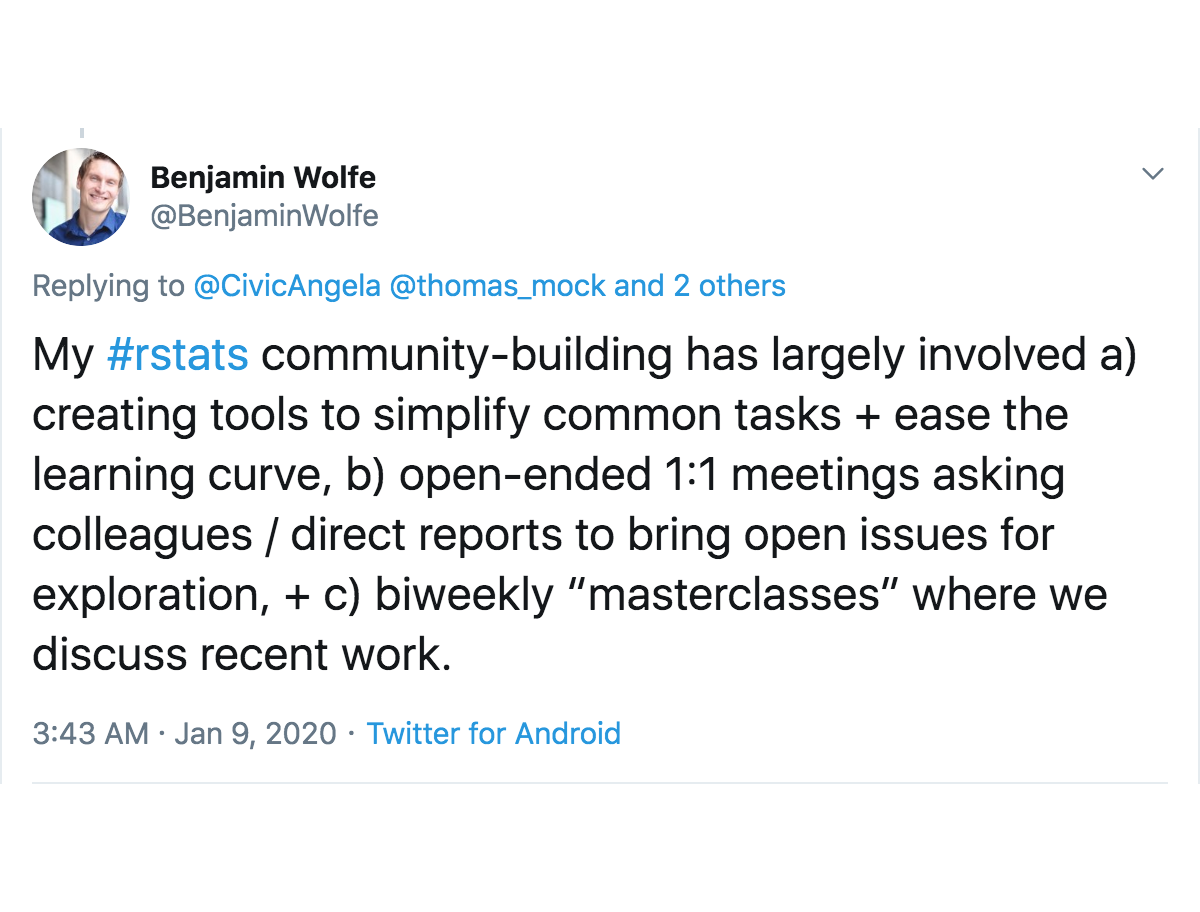 Benjamin Wolfe
@BenjaminWolfe
Replying to @CivicAngela @thomas_mock and 2 others
My #rstats community-building has largely involved a)
creating tools to simplify common tasks + ease the
learning curve, b) open-ended 1:1 meetings asking
colleagues / direct reports to bring open issues for
exploration, + c) biweekly “masterclasses” where we
discuss recent work.
3:43 AM · Jan 9, 2020 · Twitter for Android